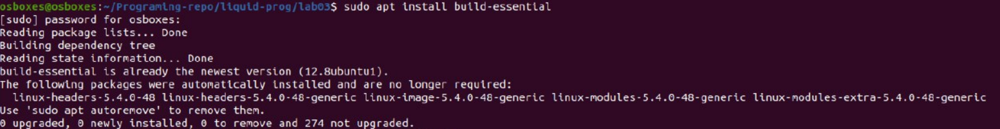 osboxes@osboxes:~/Programing-repo/liquid-prog/lab03$ sudo apt install build-essential
[sudo] password for osboxes:
Reading package lists... Done
Building dependency tree
Reading state information... Done
build-essential is already the newest version (12.8ubuntu1).
The following packages were automatically installed and are no longer required:
  linux-headers-5.4.0-48 linux-headers-5.4.0-48-generic linux-image-5.4.0-48-generic linux-modules-5.4.0-48-generic linux-modules-extra-5.4.0-48-generic
Use 'sudo apt autoremove' to remove them.
0 upgraded, 0 newly installed, 0 to remove and 274 not upgraded.